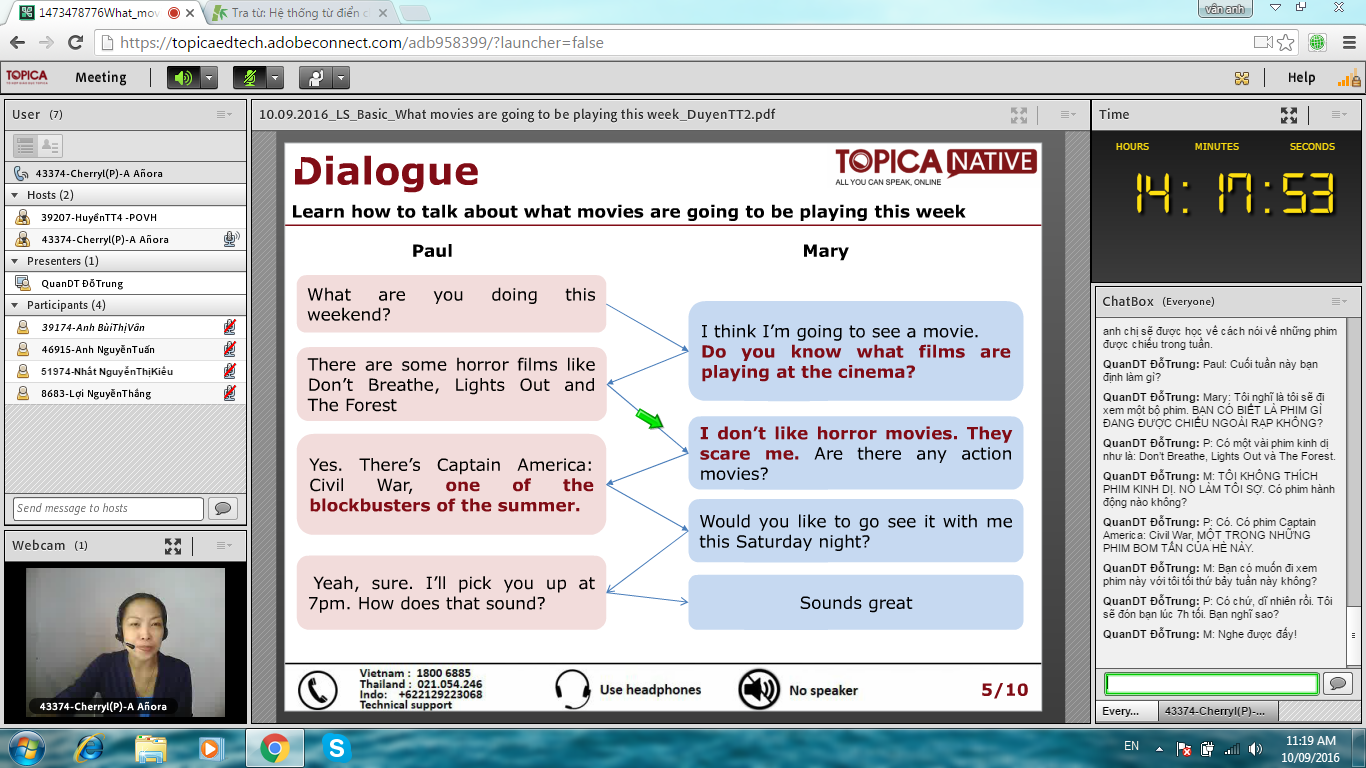 1473478776What_mov
Tra từ: Hệ thống từ điển c
vân anh
https://topicaedtech.adobeconnect.com/adb958399/?launcher=false
TOPICA
Meeting
Help
User (7)
43374-Cherryl(P)-A Añora
Hosts (2)
39207-HuyềnTT4 -POVH
43374-Cherryl(P)-A Añora
Presenters (1)
QuanDT ĐỗTrung
Participants (4)
39174-Anh BùiThịVân
46915-Anh NguyễnTuấn
51974-Nhất NguyễnThịKiều
8683-Lợi NguyễnThắng
Send message to hosts
Webcam (1)
43374-Cherryl(P)-A Añora
10.09.2016_LS_Basic_What movies are going to be playing this week_DuyenTT2.pdf
Dialogue
TOPICA NATIVE
ALL YOU CAN SPEAK, ONLINE
Learn how to talk about what movies are going to be playing this week
Paul
Mary
What are you doing this
weekend?
I think I'm going to see a movie.
Do you know what films are
playing at the cinema?
There are some horror films like
Don't Breathe, Lights Out and
The Forest
I don't like horror movies. They
scare me. Are there any action
movies?
Yes. There's Captain America:
Civil War, one of the
blockbusters of the summer.
Would you like to go see it with me
this Saturday night?
Yeah, sure. I'll pick you up at
7pm. How does that sound?
Sounds great
Vietnam : 1800 6885
Thailand : 021.054.246
Indo: +622129223068
Technical support
Use headphones
No speaker
5/10
Time
HOURS MINUTES SECONDS
14: 17: 53
ChatBox (Everyone)
anh chị sẽ được học về cách nói về những phim
được chiếu trong tuần.
QuanDT ĐỗTrung: Paul: Cuối tuần này bạn
định làm gì?
QuanDT ĐỗTrung: Mary: Tôi nghĩ là tôi sẽ đi
xem một bộ phim. BẠN CÓ BIẾT LÀ PHIM GÌ
ĐANG ĐƯỢC CHIẾU NGOÀI RẠP KHÔNG?
QuanDT ĐỗTrung: P: Có một vài phim kinh dị
như là: Don't Breathe, Lights Out và The Forest.
QuanDT ĐỗTrung: M: TÔI KHÔNG THÍCH
PHIM KINH DỊ. NÓ LÀM TÔI SỢ. Có phim hành
động nào không?
QuanDT ĐỗTrung: P: Có. Có phim Captain
America: Civil War, MỘT TRONG NHỮNG
PHIM BOM TẤN CỦA HÈ NÀY.
QuanDT ĐỗTrung: M: Bạn có muốn đi xem
phim này với tôi tối thứ bảy tuần này không?
QuanDT ĐỗTrung: P: Có chứ, dĩ nhiên rồi. Tôi
sẽ đón bạn lúc 7h tối. Bạn nghĩ sao?
QuanDT ĐỗTrung: M: Nghe được đấy!
Every...
43374-Cherryl(P)-...
EN
11:19 AM
10/09/2016